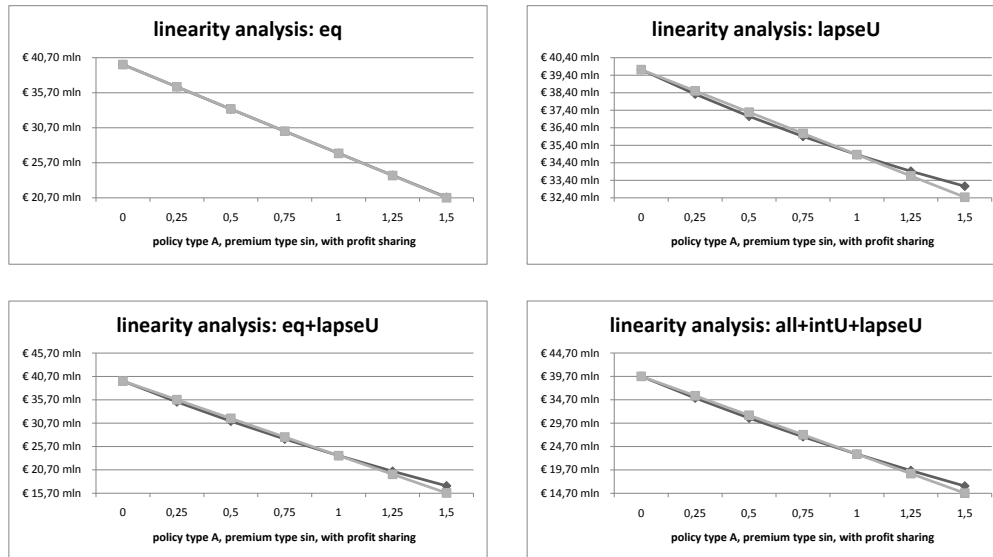 linearity analysis: eq
€ 40,70 mln
€ 35,70 mln
€ 30,70 mln
€ 25,70 mln
€ 20,70 mln
0 0,25 0,5 0,75 1 1,25 1,5
policy type A, premium type sin, with profit sharing
linearity analysis: lapseU
€ 40,40 mln
€ 39,40 mln
€ 38,40 mln
€ 37,40 mln
€ 36,40 mln
€ 35,40 mln
€ 34,40 mln
€ 33,40 mln
€ 32,40 mln
0 0,25 0,5 0,75 1 1,25 1,5
policy type A, premium type sin, with profit sharing
linearity analysis: eq+lapseU
€ 45,70 mln
€ 40,70 mln
€ 35,70 mln
€ 30,70 mln
€ 25,70 mln
€ 20,70 mln
€ 15,70 mln
0 0,25 0,5 0,75 1 1,25 1,5
policy type A, premium type sin, with profit sharing
linearity analysis: all+intU+lapseU
€ 44,70 mln
€ 39,70 mln
€ 34,70 mln
€ 29,70 mln
€ 24,70 mln
€ 19,70 mln
€ 14,70 mln
0 0,25 0,5 0,75 1 1,25 1,5
policy type A, premium type sin, with profit sharing